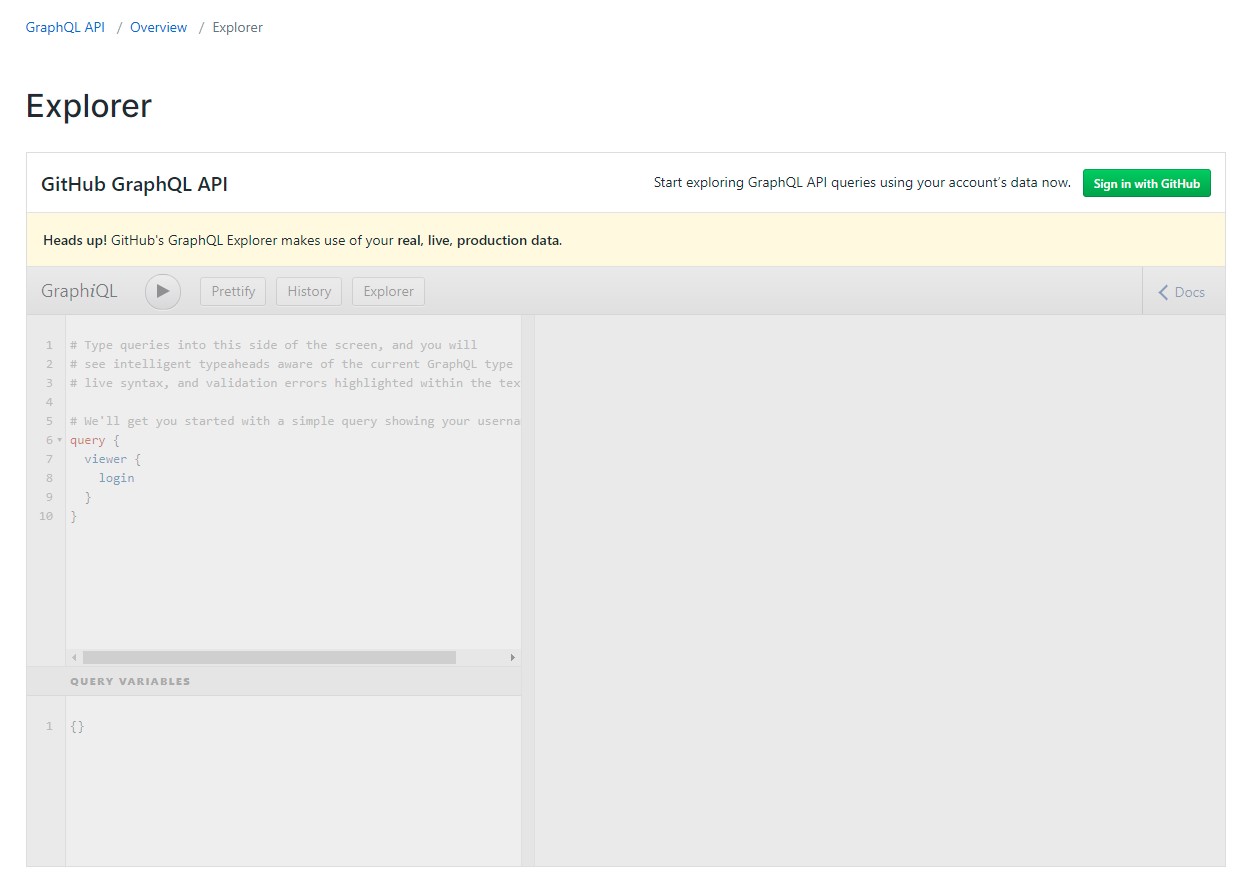 GraphQL API / Overview / Explorer
Explorer
GitHub GraphQL API
Start exploring GraphQL API queries using your account's data now. Sign in with GitHub
Heads up! GitHub's GraphQL Explorer makes use of your real, live, production data.
GraphiQL Prettify History Explorer Docs
1 # Type queries into this side of the screen, and you will
2 # see intelligent typeaheads aware of the current GraphQL type
3 # live syntax, and validation errors highlighted within the tex
4
5 # We'll get you started with a simple query showing your userna
6 query {
7 viewer {
8 login
9 }
10 }
QUERY VARIABLES
1 {}